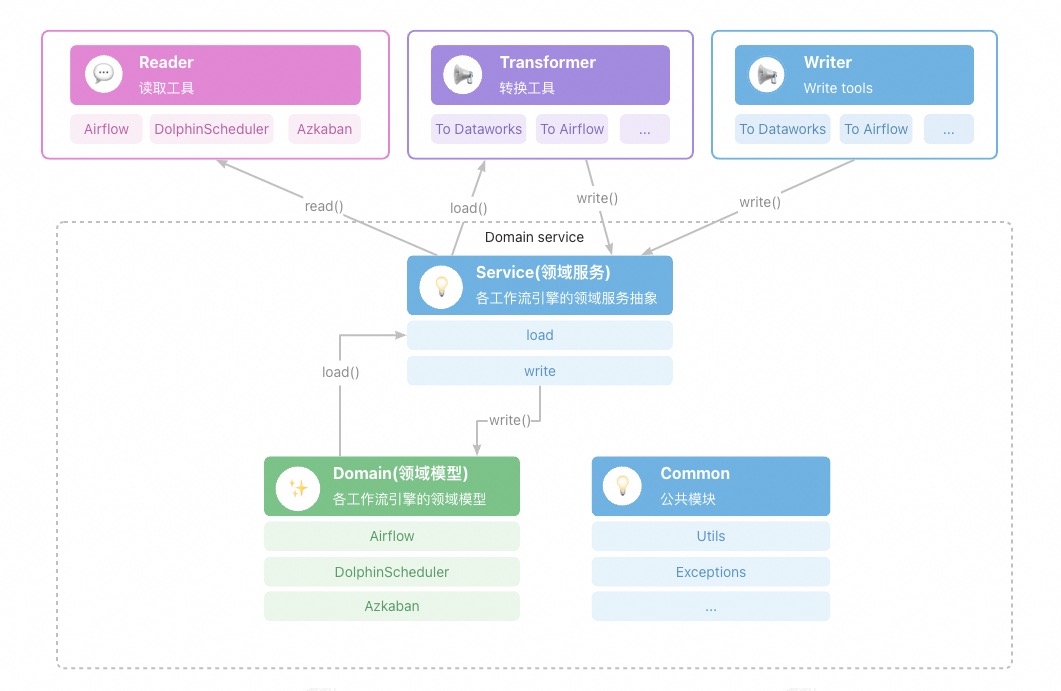 Reader
读取工具
Airflow
DolphinScheduler
Azkaban
Transformer
转换工具
To Dataworks
To Airflow
...
Writer
Write tools
To Dataworks
To Airflow
...
read()
load()
write()
write()
Domain service
Service(领域服务)
各工作流引擎的领域服务抽象
load
write
load()
write()
Domain(领域模型)
各工作流引擎的领域模型
Airflow
DolphinScheduler
Azkaban
Common
公共模块
Utils
Exceptions
...